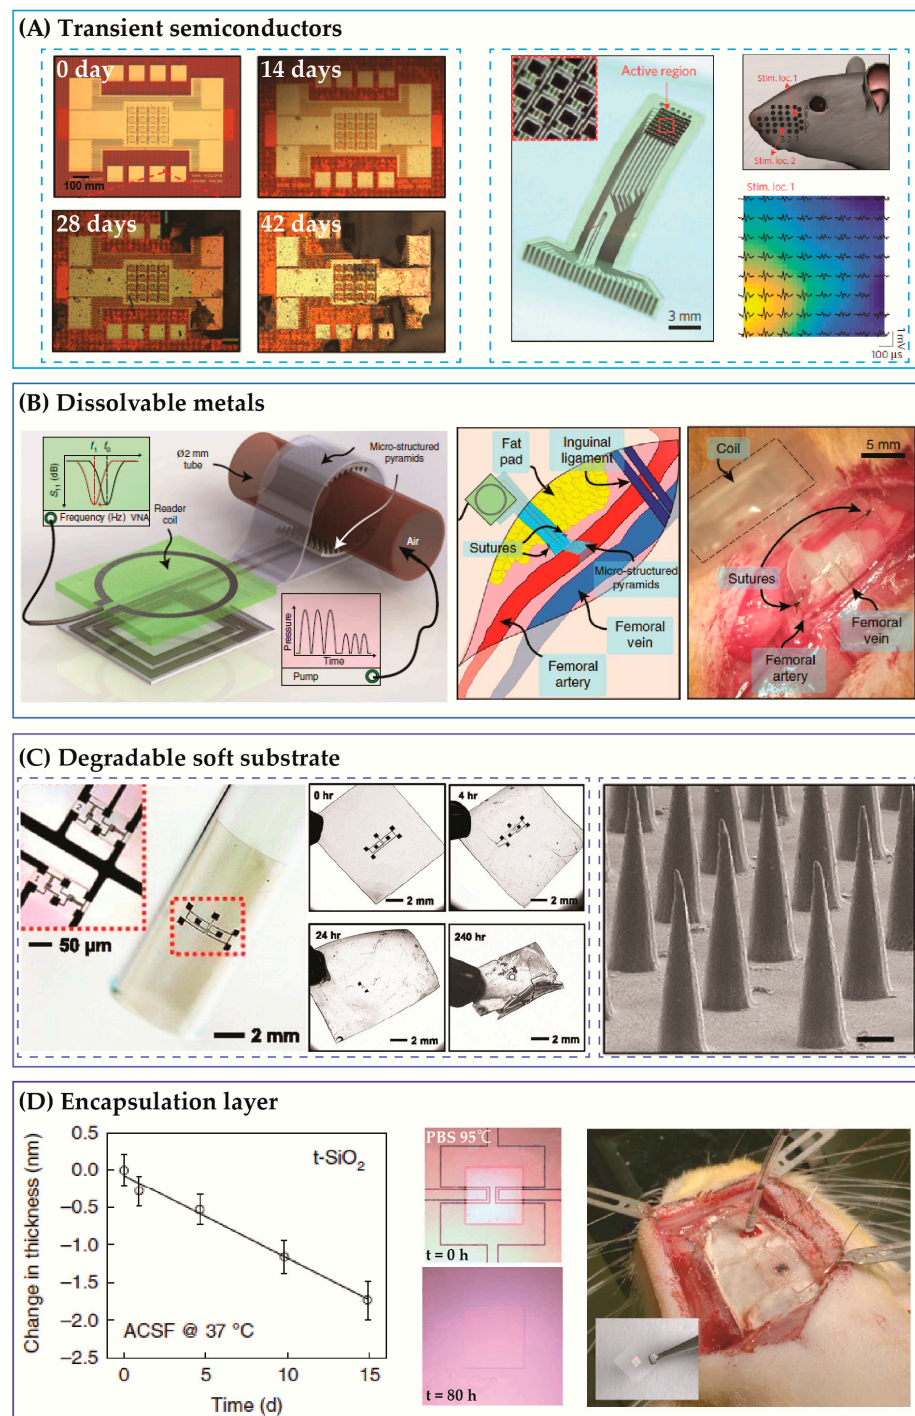 (A) Transient semiconductors
0 day
14 days
100 mm
28 days
42 days
Active region
3 mm
Stim. loc. 1
3 2 1
Stim. loc. 2
Stim. loc. 1
1 mV
100 µs
(B) Dissolvable metals
f1 f0
S11 (dB)
Frequency (Hz) VNA
Reader
coil
Ø2 mm
tube
Micro-structured
pyramids
Air
Pressure
Time
Pump
Fat
pad
Inguinal
ligament
Sutures
Micro-structured
pyramids
Femoral
vein
Femoral
artery
Coil
5 mm
Sutures
Femoral
vein
Femoral
artery
(C) Degradable soft substrate
2
1
50 µm
2 mm
0 hr
2 mm
4 hr
2 mm
24 hr
2 mm
240 hr
2 mm
(D) Encapsulation layer
Change in thickness (nm)
0.5
0.0
−0.5
−1.0
−1.5
−2.0
−2.5
t-SiO2
ACSF @ 37 °C
0 5 10 15
Time (d)
PBS 95℃
t = 0 h
t = 80 h